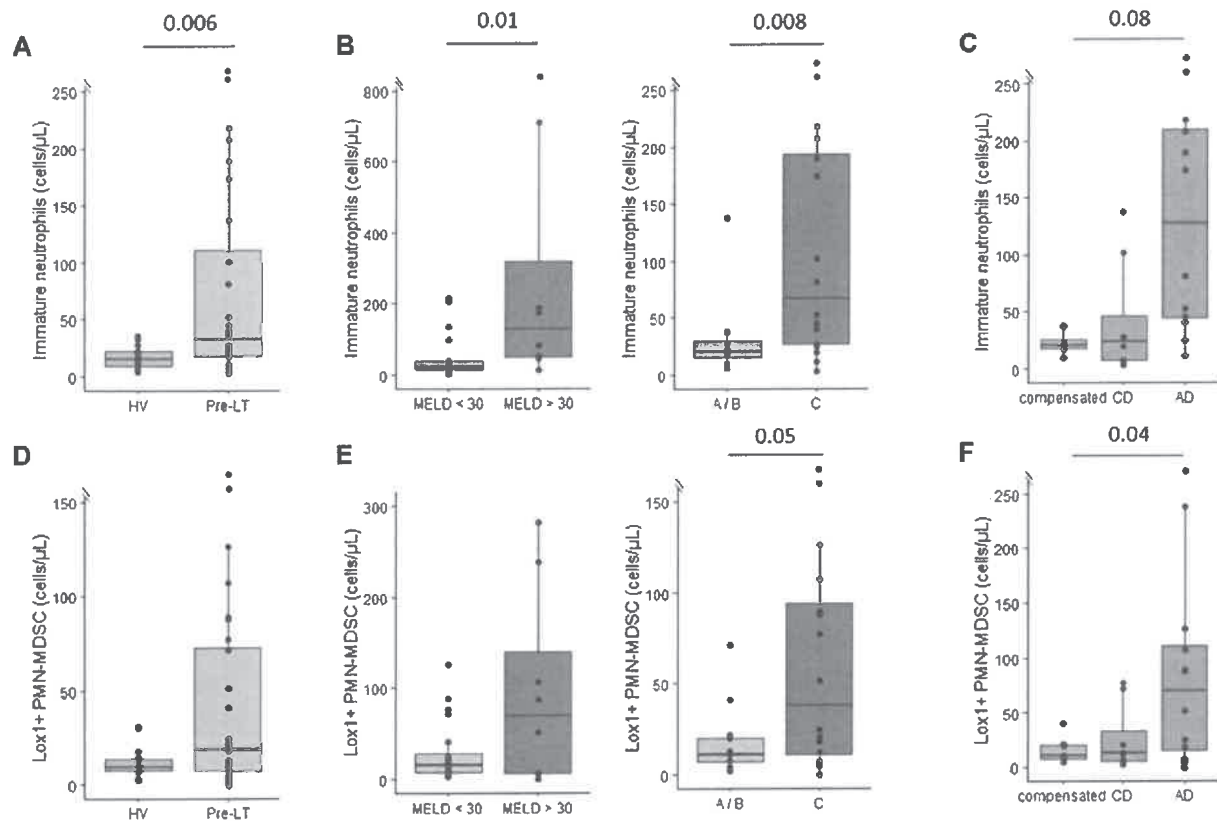 0.006
A
Immature neutrophils (cells/µL)
250
200
150
100
50
0
HV Pre-LT
0.01
B
Immature neutrophils (cells/µL)
800
600
400
200
0
MELD < 30 MELD > 30
0.008
Immature neutrophils (cells/µL)
250
200
150
100
50
0
A / B C
0.08
C
Immature neutrophils (cells/µL)
250
200
150
100
50
0
compensated CD AD
D
Lox1+ PMN-MDSC (cells/µL)
150
100
50
0
HV Pre-LT
E
Lox1+ PMN-MDSC (cells/µL)
300
200
100
0
MELD < 30 MELD > 30
0.05
Lox1+ PMN-MDSC (cells/µL)
150
100
50
0
A / B C
0.04
F
Lox1+ PMN-MDSC (cells/µL)
250
200
150
100
50
0
compensated CD AD